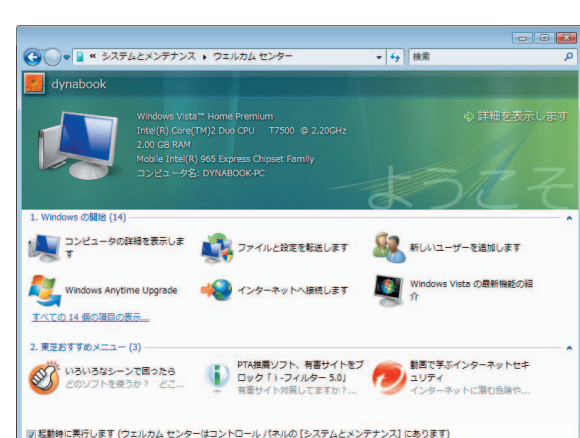 « システムとメンテナンス ▸ ウェルカム センター
検索
dynabook
Windows Vista™ Home Premium
詳細を表示します
Intel(R) Core(TM)2 Duo CPU T7500 @ 2.20GHz
2.00 GB RAM
Mobile Intel(R) 965 Express Chipset Family
コンピュータ名: DYNABOOK-PC
ようこそ
1. Windows の開始 (14)
コンピュータの詳細を表示しま
す
ファイルと設定を転送します
新しいユーザーを追加します
Windows Anytime Upgrade
インターネットへ接続します
Windows Vista の最新機能の紹
介
すべての 14 個の項目の表示...
2. 東芝おすすめメニュー (3)
いろいろなシーンで困ったら
どのソフトを使うか? どこ...
PTA推薦ソフト、有害サイトをブ
ロック「i -フィルター 5.0」
有害サイト対策してますか?...
動画で学ぶインターネットセキ
ュリティ
インターネットに潜む危険や...
起動時に実行します (ウェルカム センターはコントロール パネルの [システムとメンテナンス] にあります)